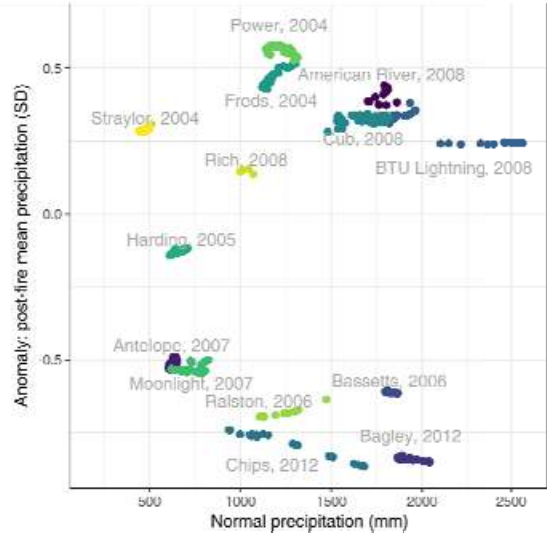 Power, 2004
0.5
American River, 2008
Freds, 2004
Straylor, 2004
Cub, 2008
Rich, 2008
BTU Lightning, 2008
0.0
Harding, 2005
Antelope, 2007
0.5
Moonlight, 2007
Bassetts, 2006
Ralston, 2006
Bagley, 2012
Chips, 2012
500 1000 1500 2000 2500
Normal precipitation (mm)
Anomaly: post-fire mean precipitation (SD)